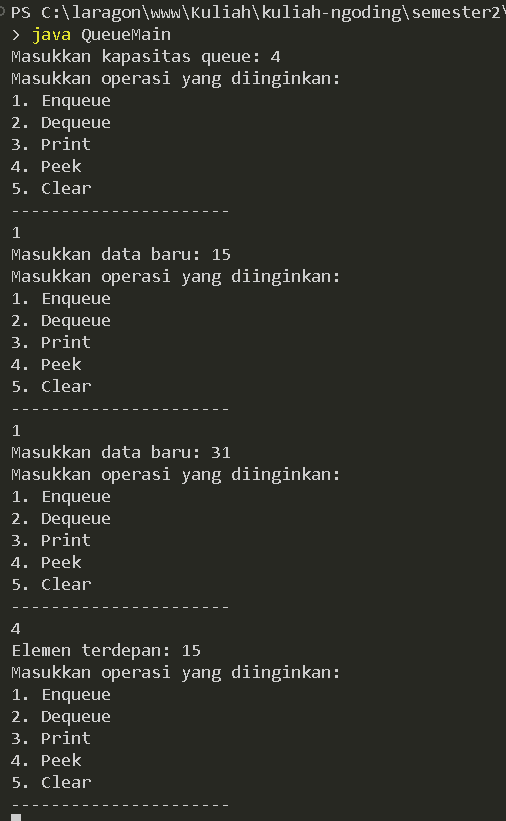 PS C:\laragon\www\Kuliah\kuliah-ngoding\semester2\
> java QueueMain
Masukkan kapasitas queue: 4
Masukkan operasi yang diinginkan:
1. Enqueue
2. Dequeue
3. Print
4. Peek
5. Clear
----------------------
1
Masukkan data baru: 15
Masukkan operasi yang diinginkan:
1. Enqueue
2. Dequeue
3. Print
4. Peek
5. Clear
----------------------
1
Masukkan data baru: 31
Masukkan operasi yang diinginkan:
1. Enqueue
2. Dequeue
3. Print
4. Peek
5. Clear
----------------------
4
Elemen terdepan: 15
Masukkan operasi yang diinginkan:
1. Enqueue
2. Dequeue
3. Print
4. Peek
5. Clear
----------------------